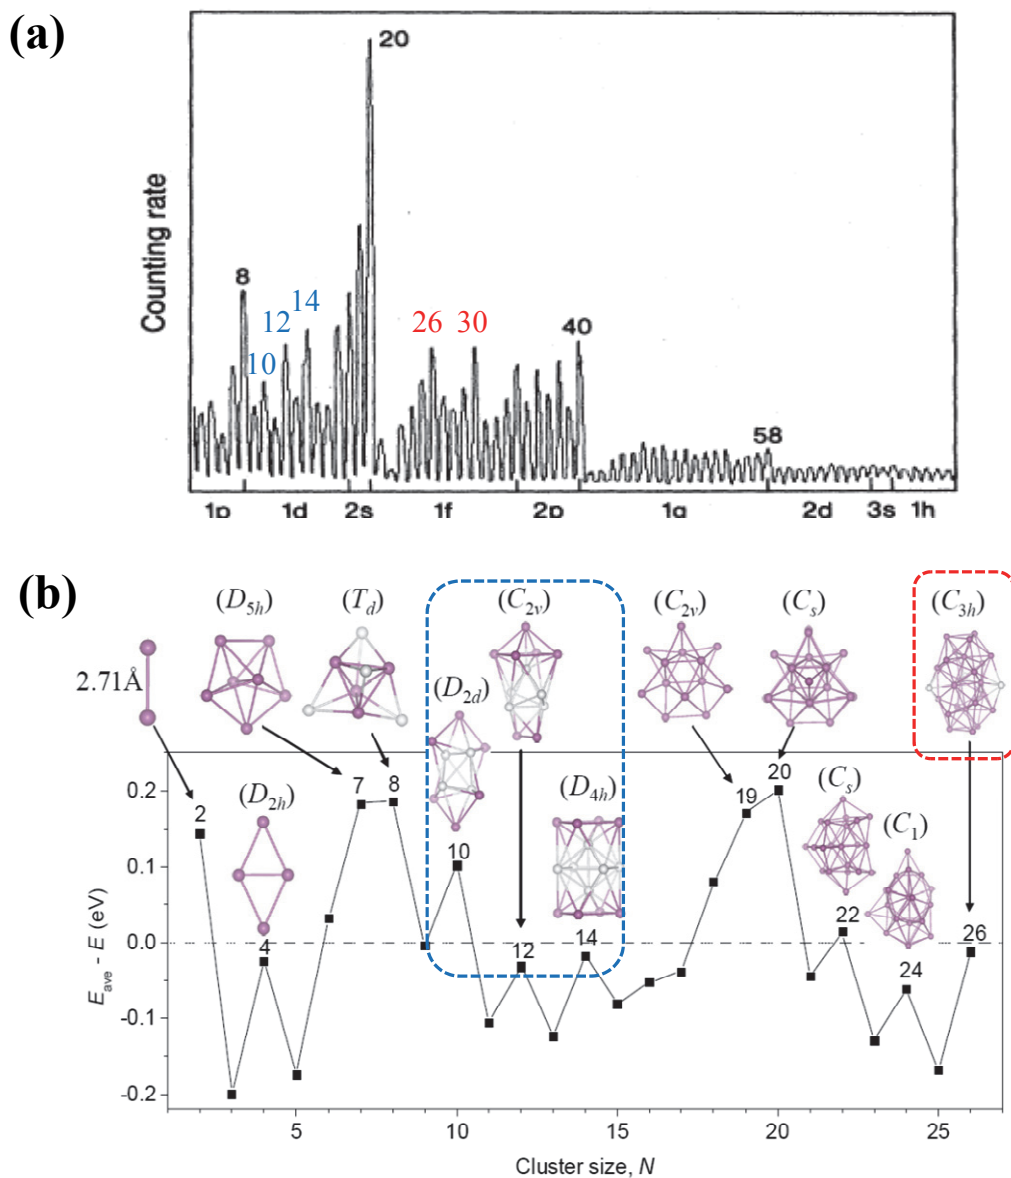 (a)
20
Counting rate
8
14
12
10
26 30
40
58
1p 1d 2s 1f 2p 1g 2d 3s 1h
(b)
(D5h) (Td) (C2v) (C2v) (Cs) (C3h)
2.71Å
(D2d)
(D2h)
(D4h)
(Cs)
(C1)
2
7
8
4
10
12
14
19
20
22
24
26
0.2
0.1
0.0
-0.1
-0.2
Eave - E (eV)
5 10 15 20 25
Cluster size, N